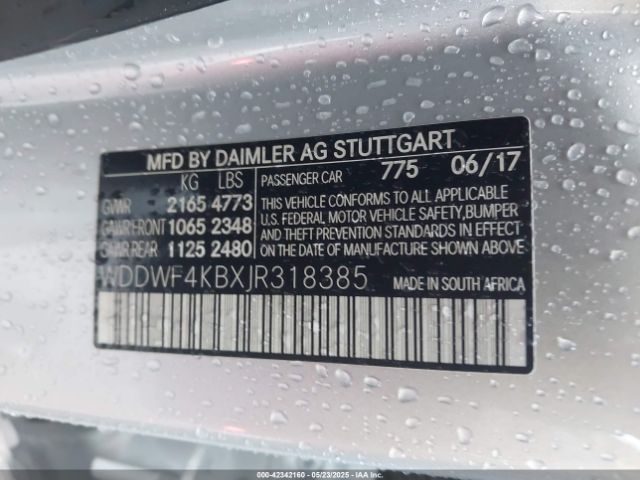 MFD BY DAIMLER AG STUTTGART
KG LBS
GVWR 2165 4773
GAWR FRONT 1065 2348
GAWR REAR 1125 2480
PASSENGER CAR 775 06/17
THIS VEHICLE CONFORMS TO ALL APPLICABLE
U.S. FEDERAL MOTOR VEHICLE SAFETY, BUMPER
AND THEFT PREVENTION STANDARDS IN EFFECT
ON THE DATE OF MANUFACTURE SHOWN ABOVE
WDDWF4KBXJR318385 MADE IN SOUTH AFRICA
000-42342160 - 05/23/2025 - IAAI.COM